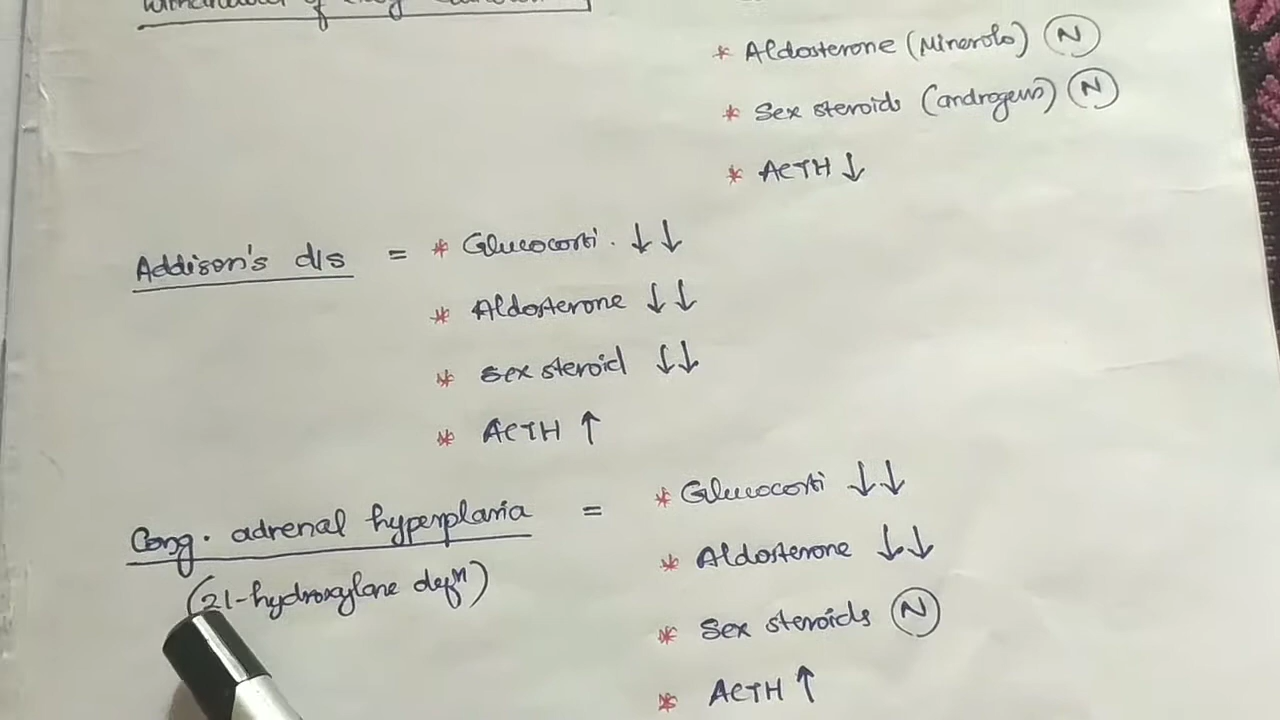 * Aldosterone (Minerolo) N
* Sex steroids (androgens) N
* ACTH ↓
Addison's d/s = * Glucocorti. ↓↓
* Aldosterone ↓↓
* sex steroid ↓↓
* ACTH ↑
Cong. adrenal hyperplasia = * Glucocorti ↓↓
(21-hydroxylase defⁿ)
* Aldosterone ↓↓
* Sex steroids N
* ACTH ↑